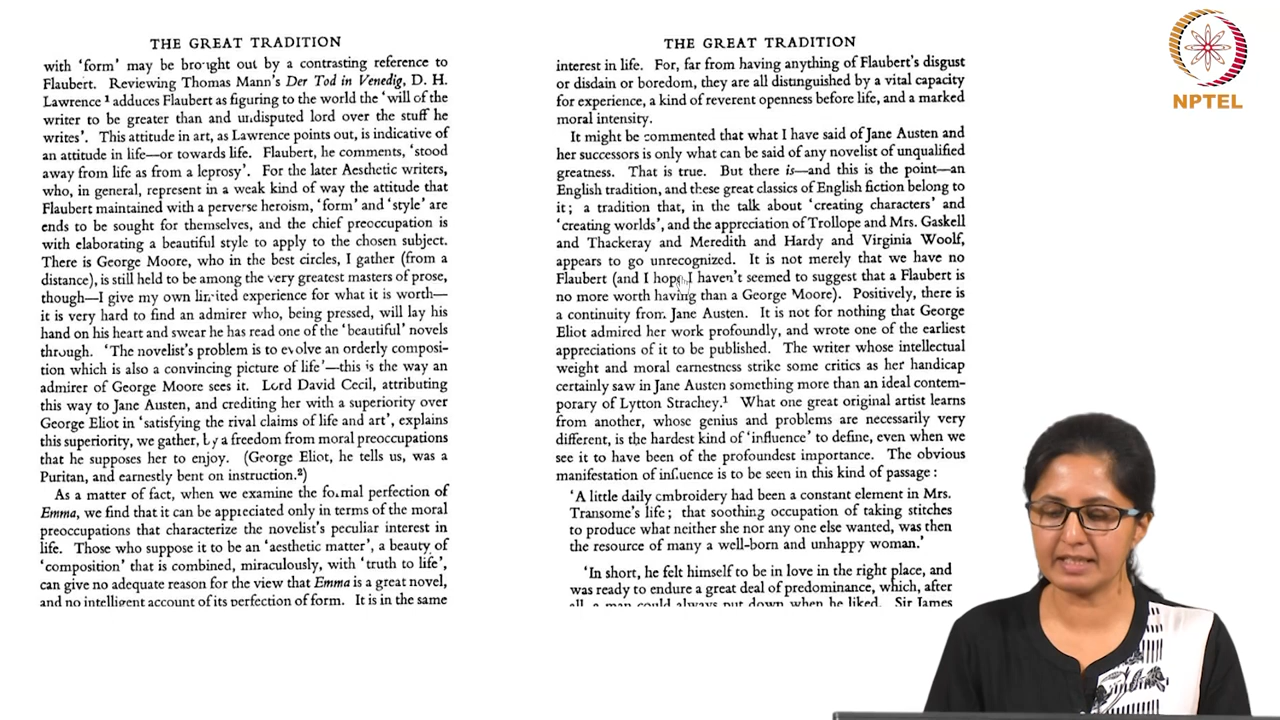 THE GREAT TRADITION
with 'form' may be brought out by a contrasting reference to
Flaubert. Reviewing Thomas Mann's Der Tod in Venedig, D. H.
Lawrence ¹ adduces Flaubert as figuring to the world the 'will of the
writer to be greater than and undisputed lord over the stuff he
writes'. This attitude in art, as Lawrence points out, is indicative of
an attitude in life—or towards life. Flaubert, he comments, 'stood
away from life as from a leprosy'. For the later Aesthetic writers,
who, in general, represent in a weak kind of way the attitude that
Flaubert maintained with a perverse heroism, 'form' and 'style' are
ends to be sought for themselves, and the chief preoccupation is
with elaborating a beautiful style to apply to the chosen subject.
There is George Moore, who in the best circles, I gather (from a
distance), is still held to be among the very greatest masters of prose,
though—I give my own limited experience for what it is worth—
it is very hard to find an admirer who, being pressed, will lay his
hand on his heart and swear he has read one of the 'beautiful' novels
through. 'The novelist's problem is to evolve an orderly composi-
tion which is also a convincing picture of life'—this is the way an
admirer of George Moore sees it. Lord David Cecil, attributing
this way to Jane Austen, and crediting her with a superiority over
George Eliot in 'satisfying the rival claims of life and art', explains
this superiority, we gather, by a freedom from moral preoccupations
that he supposes her to enjoy. (George Eliot, he tells us, was a
Puritan, and earnestly bent on instruction.²)
As a matter of fact, when we examine the formal perfection of
Emma, we find that it can be appreciated only in terms of the moral
preoccupations that characterize the novelist's peculiar interest in
life. Those who suppose it to be an 'aesthetic matter', a beauty of
'composition' that is combined, miraculously, with 'truth to life',
can give no adequate reason for the view that Emma is a great novel,
and no intelligent account of its perfection of form. It is in the same
THE GREAT TRADITION
interest in life. For, far from having anything of Flaubert's disgust
or disdain or boredom, they are all distinguished by a vital capacity
for experience, a kind of reverent openness before life, and a marked
moral intensity.
It might be commented that what I have said of Jane Austen and
her successors is only what can be said of any novelist of unqualified
greatness. That is true. But there is—and this is the point—an
English tradition, and these great classics of English fiction belong to
it; a tradition that, in the talk about 'creating characters' and
'creating worlds', and the appreciation of Trollope and Mrs. Gaskell
and Thackeray and Meredith and Hardy and Virginia Woolf,
appears to go unrecognized. It is not merely that we have no
Flaubert (and I hope I haven't seemed to suggest that a Flaubert is
no more worth having than a George Moore). Positively, there is
a continuity from Jane Austen. It is not for nothing that George
Eliot admired her work profoundly, and wrote one of the earliest
appreciations of it to be published. The writer whose intellectual
weight and moral earnestness strike some critics as her handicap
certainly saw in Jane Austen something more than an ideal contem-
porary of Lytton Strachey.¹ What one great original artist learns
from another, whose genius and problems are necessarily very
different, is the hardest kind of 'influence' to define, even when we
see it to have been of the profoundest importance. The obvious
manifestation of influence is to be seen in this kind of passage:
'A little daily embroidery had been a constant element in Mrs.
Transome's life; that soothing occupation of taking stitches
to produce what neither she nor any one else wanted, was then
the resource of many a well-born and unhappy woman.'
'In short, he felt himself to be in love in the right place, and
was ready to endure a great deal of predominance, which, after
all, a man could always put down when he liked. Sir James
NPTEL